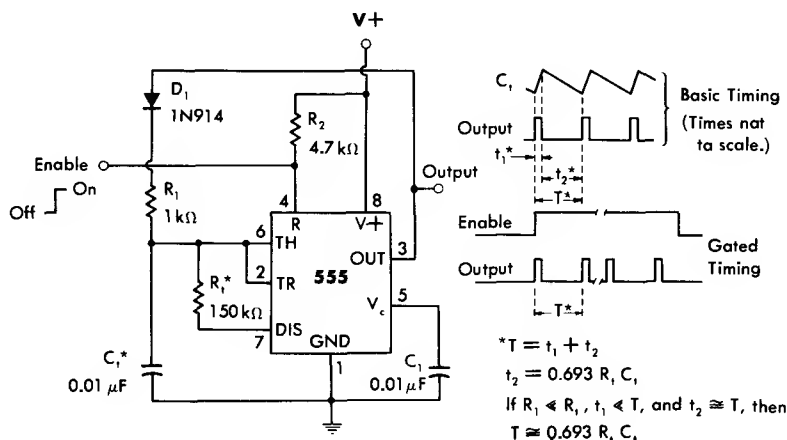 V+
D₁
1N914
R₂
4.7 kΩ
Enable
Output
On
Off
R₁
1 kΩ
4
8
R
V+
6
TH
OUT
3
2
TR
555
Rₜ*
150 kΩ
V꜀
5
DIS
7
GND
1
Cₜ*
0.01 μF
C₁
0.01 μF
Cₜ
Output
t₁*
t₂*
T*
Basic Timing
(Times nat
ta scale.)
Enable
Output
T*
Gated
Timing
*T = t₁ + t₂
t₂ = 0.693 Rₜ Cₜ
If R₁ ≪ Rₜ, t₁ ≪ T, and t₂ ≅ T, then
T ≅ 0.693 Rₜ Cₜ